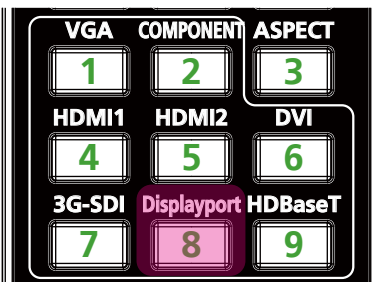 VGA COMPONENT ASPECT
1 2 3
HDMI1 HDMI2 DVI
4 5 6
3G-SDI Displayport HDBaseT
7 8 9